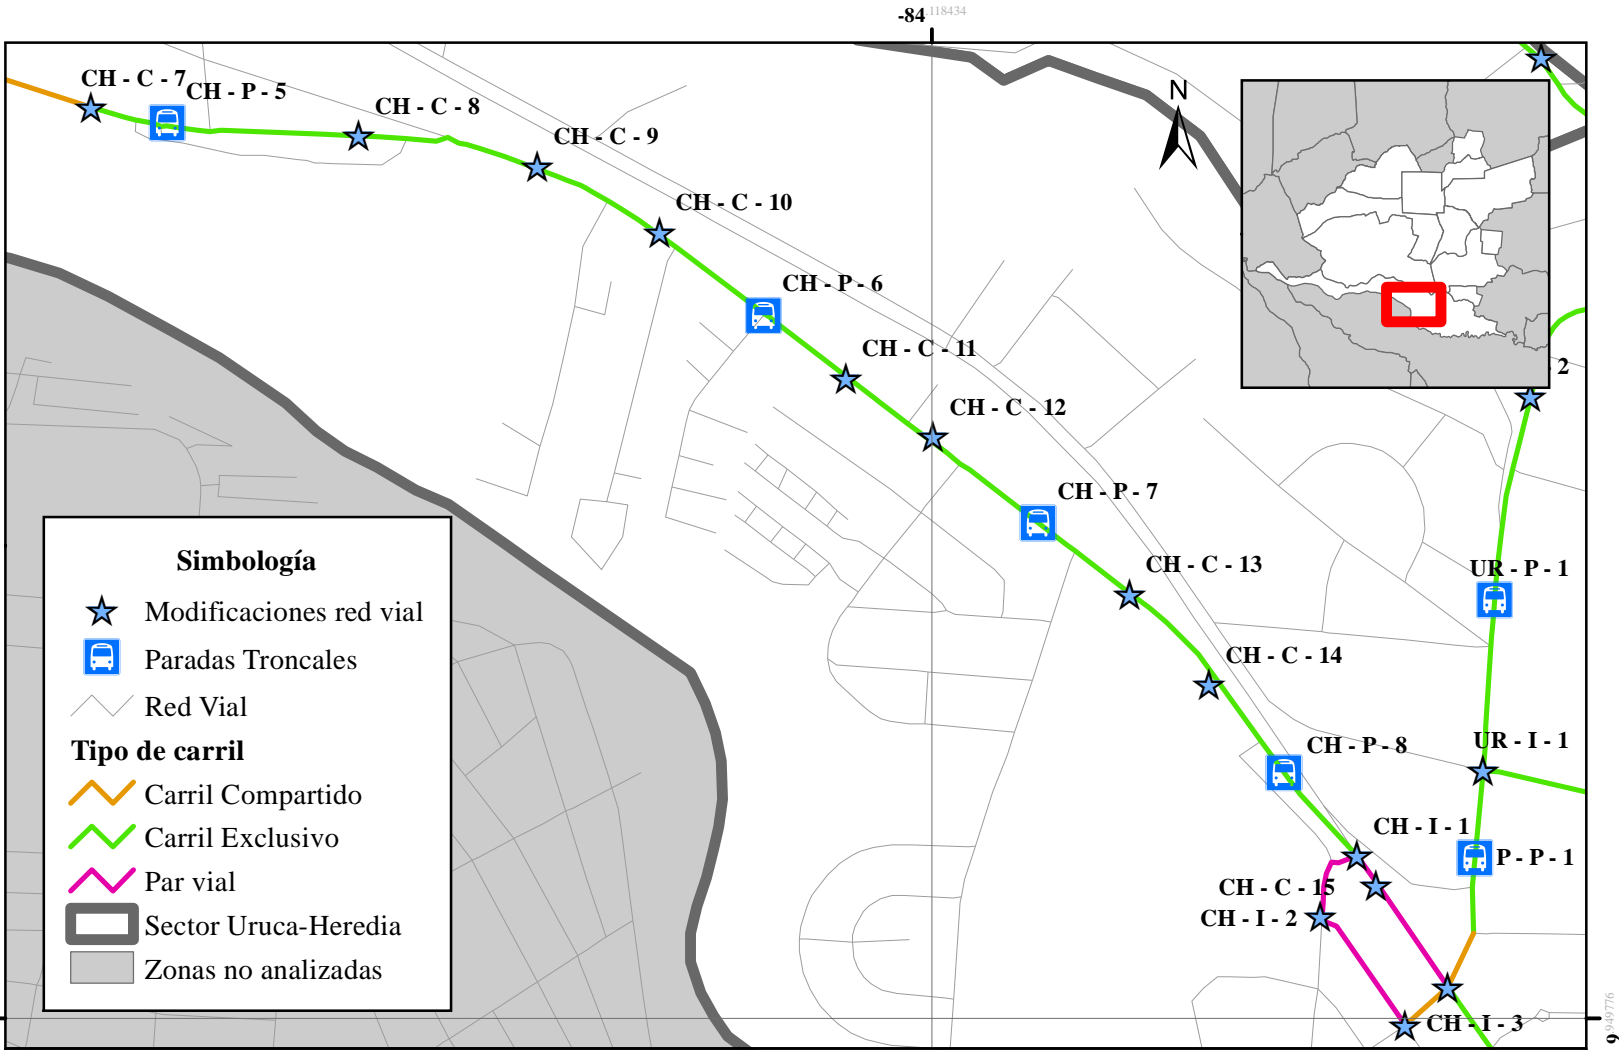 -84.118434
CH - C - 7
CH - P - 5
CH - C - 8
CH - C - 9
N
CH - C - 10
CH - P - 6
CH - C - 11
2
CH - C - 12
CH - P - 7
CH - C - 13
UR - P - 1
CH - C - 14
CH - P - 8
UR - I - 1
CH - I - 1
P - P - 1
CH - C - 15
CH - I - 2
CH - I - 3
9.949776
Simbología
Modificaciones red vial
Paradas Troncales
Red Vial
Tipo de carril
Carril Compartido
Carril Exclusivo
Par vial
Sector Uruca-Heredia
Zonas no analizadas